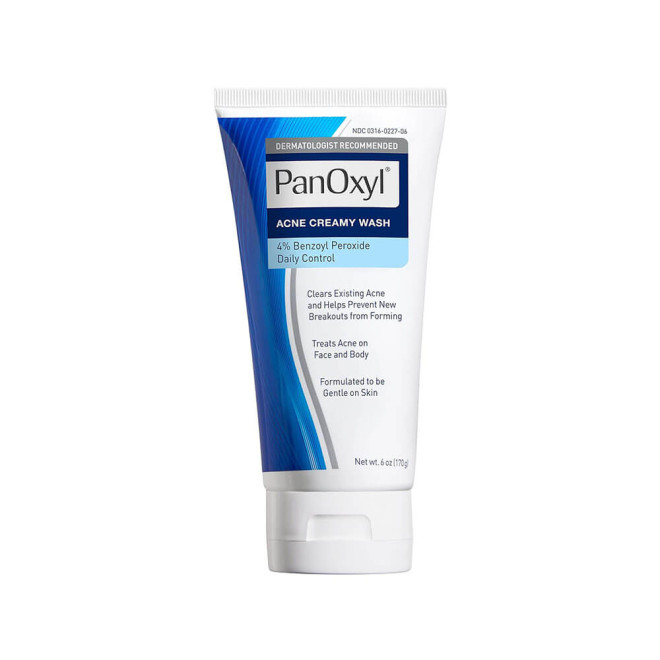 NDC 0316-0227-06
DERMATOLOGIST RECOMMENDED
PanOxyl®
ACNE CREAMY WASH
4% Benzoyl Peroxide
Daily Control
Clears Existing Acne
and Helps Prevent New
Breakouts from Forming
Treats Acne on
Face and Body
Formulated to be
Gentle on Skin
Net wt. 6 oz (170g)